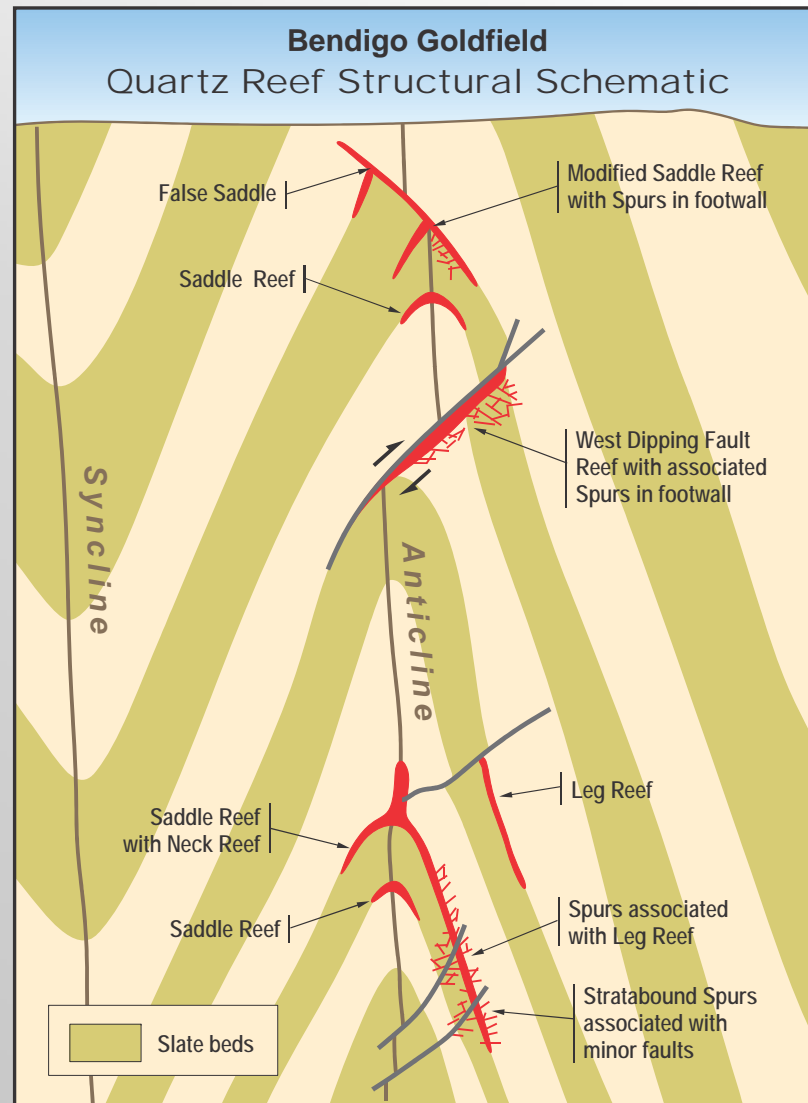 Bendigo Goldfield
Quartz Reef Structural Schematic
False Saddle
Modified Saddle Reef
with Spurs in footwall
Saddle Reef
West Dipping Fault
Reef with associated
Spurs in footwall
Syncline
Anticline
Leg Reef
Saddle Reef
with Neck Reef
Saddle Reef
Spurs associated
with Leg Reef
Stratabound Spurs
associated with
minor faults
Slate beds